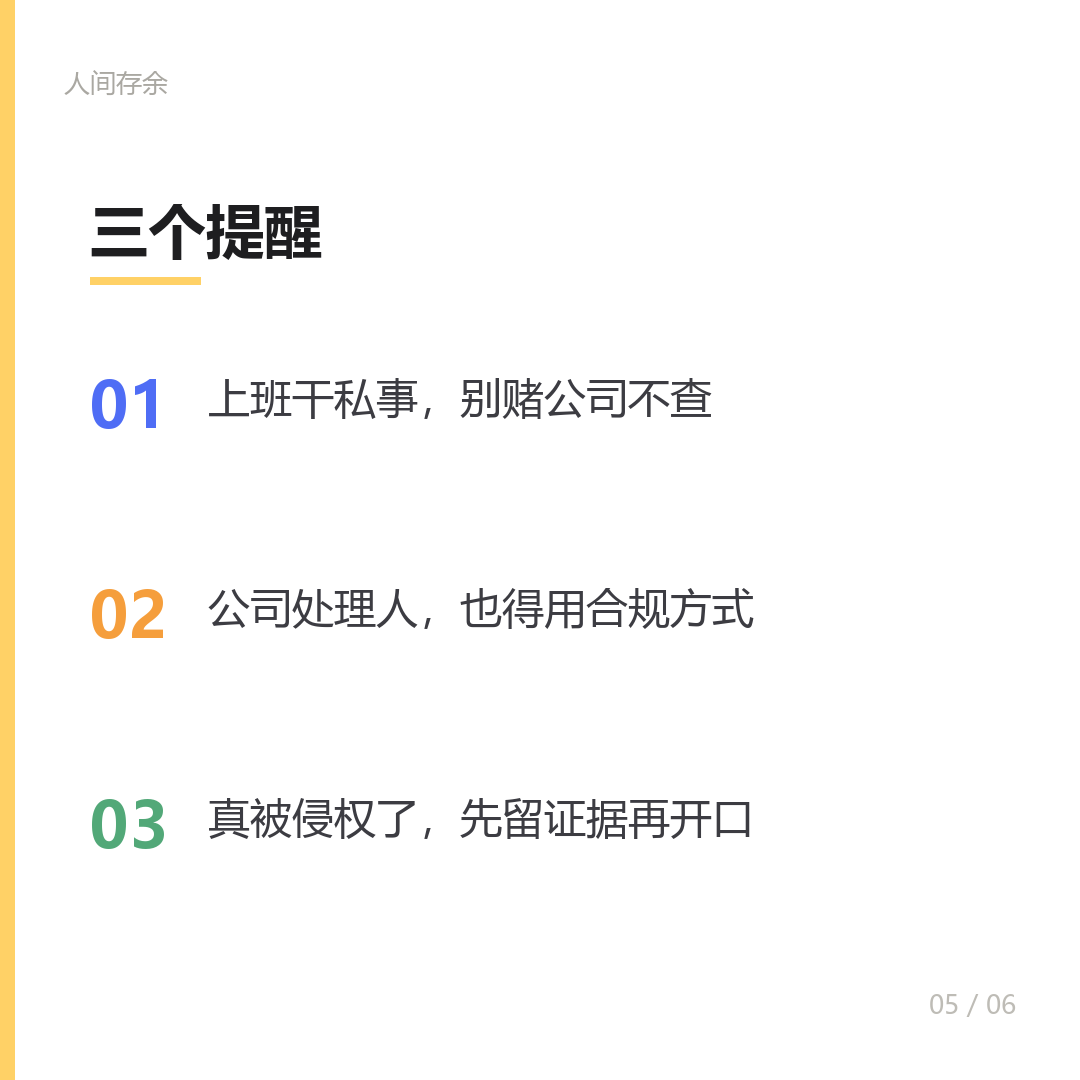 人间存余
三个提醒
01 上班干私事，别赌公司不查
02 公司处理人，也得用合规方式
03 真被侵权了，先留证据再开口
05 / 06